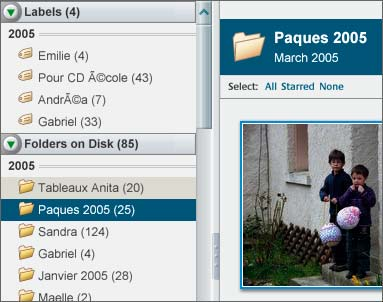 Labels (4)
2005
Emilie (4)
Pour CD Ã©cole (43)
AndrÃ©a (7)
Gabriel (33)
Folders on Disk (85)
2005
Tableaux Anita (20)
Paques 2005 (25)
Sandra (124)
Gabriel (4)
Janvier 2005 (28)
Maelle (2)
Paques 2005
March 2005
Select: All Starred None